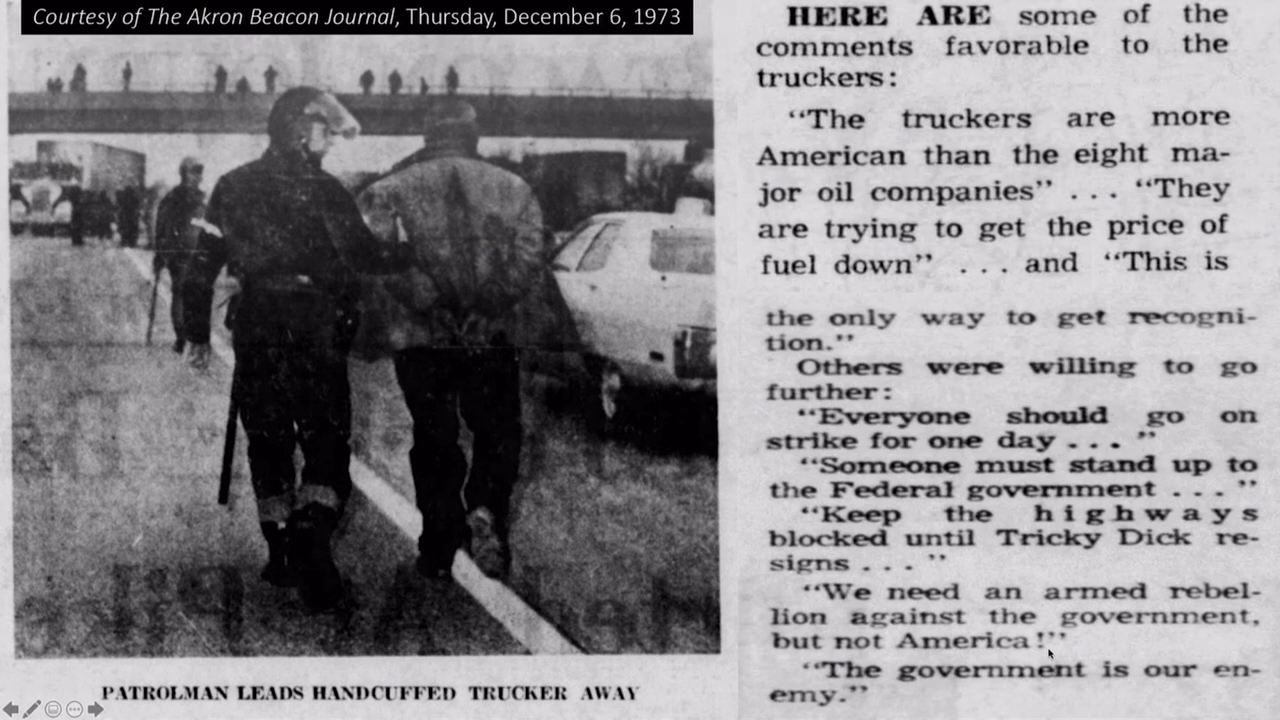 Courtesy of The Akron Beacon Journal, Thursday, December 6, 1973
PATROLMAN LEADS HANDCUFFED TRUCKER AWAY
HERE ARE some of the
comments favorable to the
truckers:
“The truckers are more
American than the eight ma-
jor oil companies” . . . “They
are trying to get the price of
fuel down” . . . and “This is
the only way to get recogni-
tion.”
Others were willing to go
further:
“Everyone should go on
strike for one day . . . ”
“Someone must stand up to
the Federal government . . . ”
“Keep the highways
blocked until Tricky Dick re-
signs . . . ”
“We need an armed rebel-
lion against the government,
but not America!”
“The government is our en-
emy.”